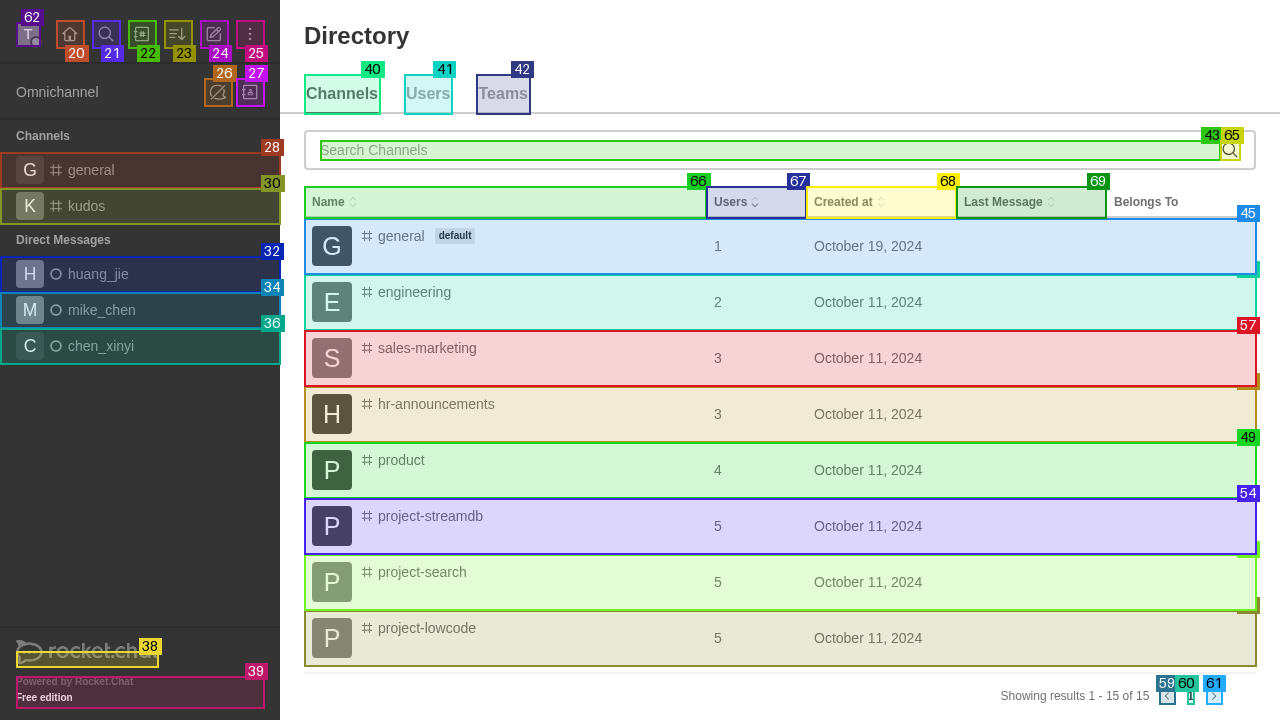 62
T
20
21
22
23
24
25
Omnichannel
26
27
Channels
28
G general
30
K kudos
Direct Messages
32
H huang_jie
34
M mike_chen
36
C chen_xinyi
38
rocket.cha
39
Powered by Rocket.Chat
Free edition
Directory
40
41
42
Channels
Users
Teams
43
65
Search Channels
66
67
68
69
Name
Users
Created at
Last Message
Belongs To
45
G general default 1 October 19, 2024
E engineering 2 October 11, 2024
57
S sales-marketing 3 October 11, 2024
H hr-announcements 3 October 11, 2024
49
P product 4 October 11, 2024
54
P project-streamdb 5 October 11, 2024
P project-search 5 October 11, 2024
P project-lowcode 5 October 11, 2024
59
60
61
Showing results 1 - 15 of 15
1